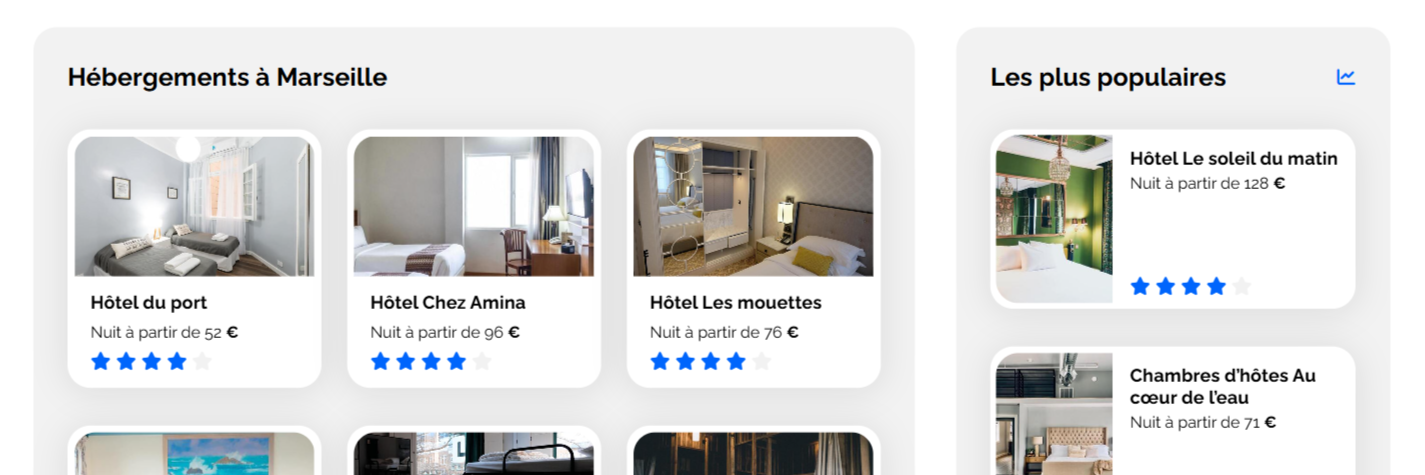 Hébergements à Marseille
Hôtel du port
Nuit à partir de 52 €
Hôtel Chez Amina
Nuit à partir de 96 €
Hôtel Les mouettes
Nuit à partir de 76 €
Les plus populaires
Hôtel Le soleil du matin
Nuit à partir de 128 €
Chambres d’hôtes Au
cœur de l’eau
Nuit à partir de 71 €